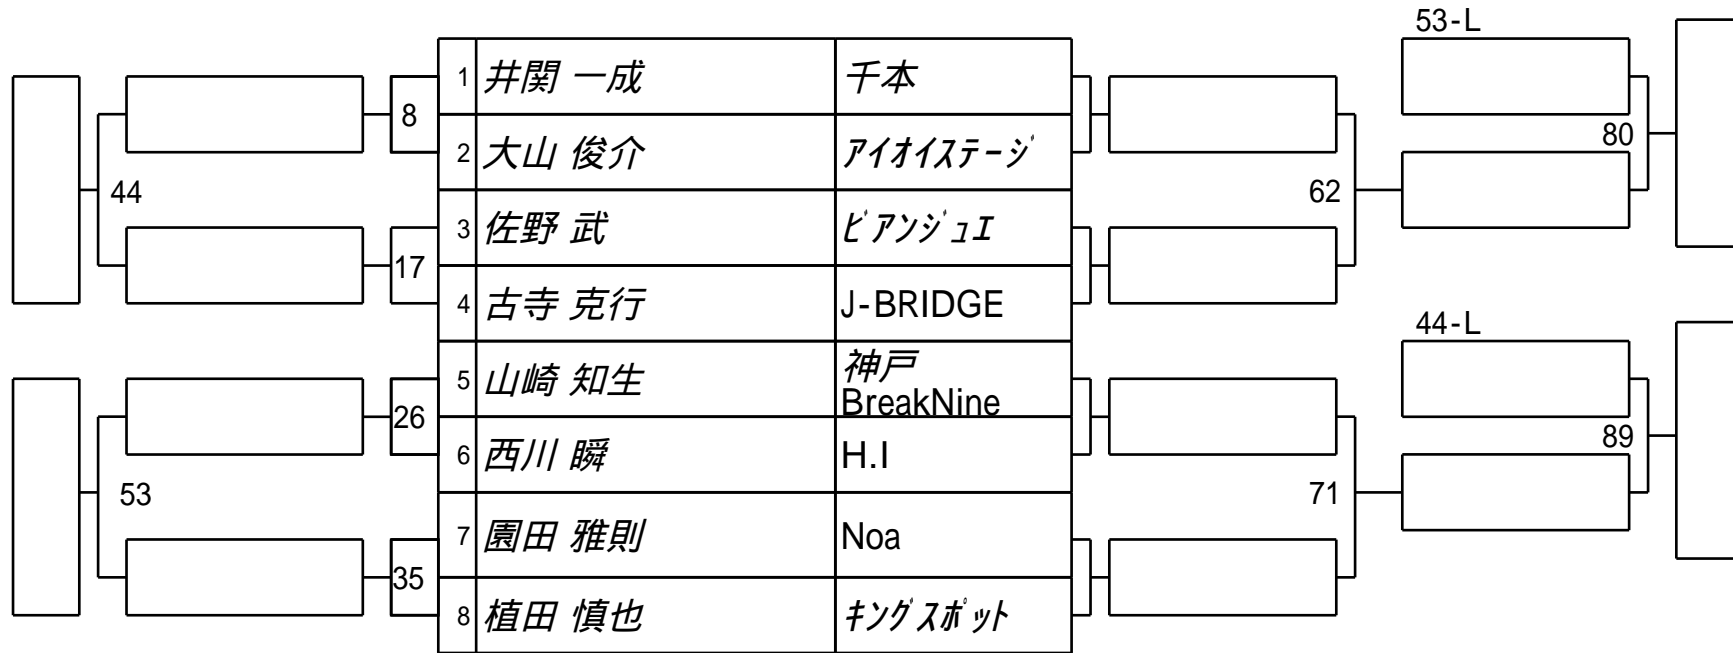 53-L
1 井関 一成 千本
8
80
2 大山 俊介 アイオイステージ
44
62
3 佐野 武 ビアンジュエ
17
4 古寺 克行 J-BRIDGE
44-L
5 山崎 知生 神戸
BreakNine
26
89
6 西川 瞬 H.I
53
71
7 園田 雅則 Noa
35
8 植田 慎也 キングスポット